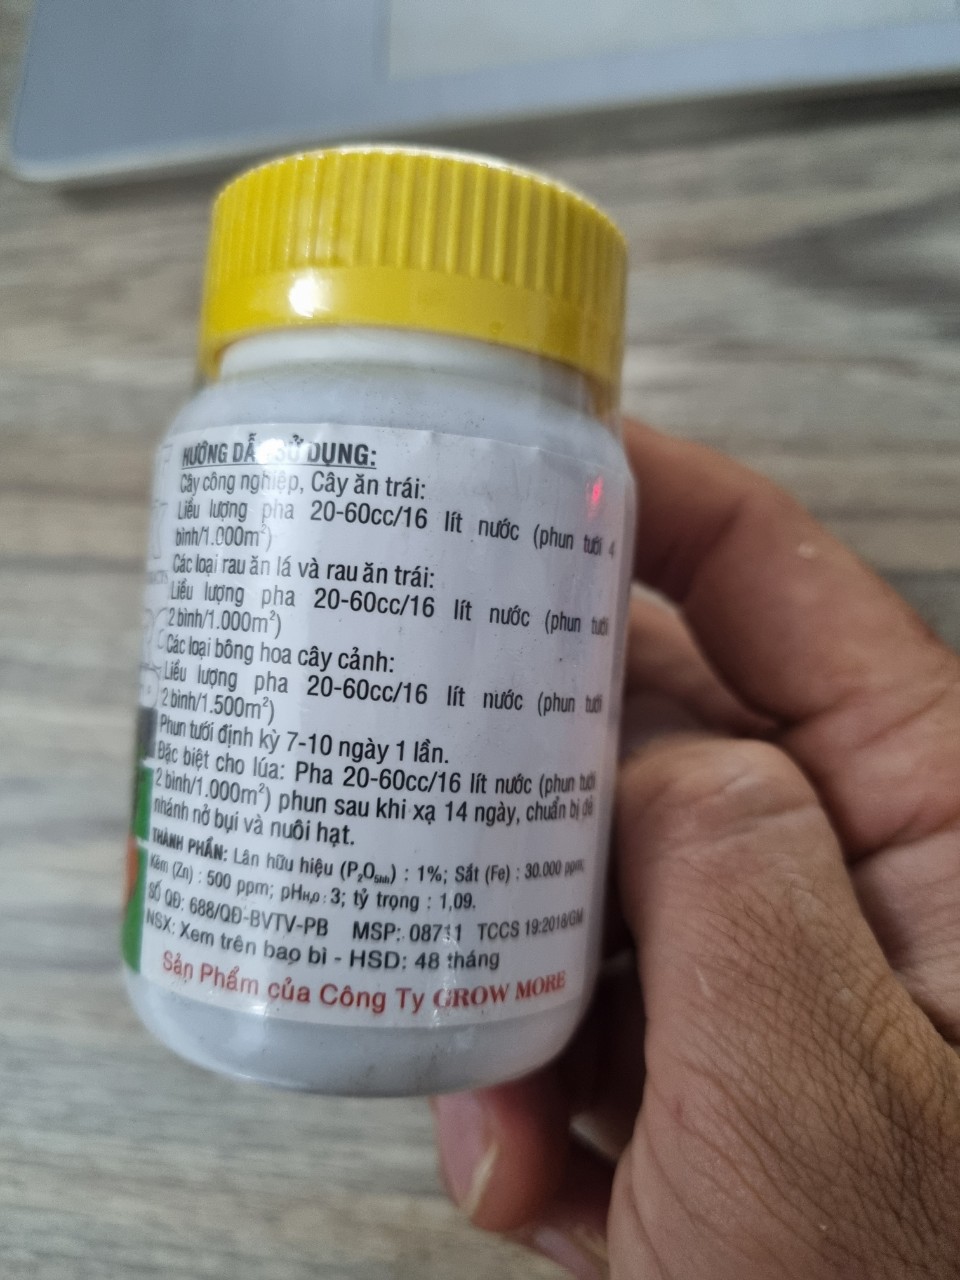 HƯỚNG DẪN SỬ DỤNG:
Cây công nghiệp, Cây ăn trái:
Liều lượng pha 20-60cc/16 lít nước (phun tưới 4
bình/1.000m²)
Các loại rau ăn lá và rau ăn trái:
Liều lượng pha 20-60cc/16 lít nước (phun tưới
2 bình/1.000m²)
Các loại bông hoa cây cảnh:
Liều lượng pha 20-60cc/16 lít nước (phun tưới
2 bình/1.500m²)
Phun tưới định kỳ 7-10 ngày 1 lần.
Đặc biệt cho lúa: Pha 20-60cc/16 lít nước (phun tưới
2 bình/1.000m²) phun sau khi xạ 14 ngày, chuẩn bị đẻ
nhánh nở bụi và nuôi hạt.
THÀNH PHẦN: Lân hữu hiệu (P₂O₅hh) : 1%; Sắt (Fe) : 30.000 ppm;
Kẽm (Zn) : 500 ppm; pHH₂O : 3; tỷ trọng : 1,09.
SỐ QĐ: 688/QĐ-BVTV-PB MSP: 08711 TCCS 19:2018/GM
NSX: Xem trên bao bì - HSD: 48 tháng
Sản Phẩm của Công Ty GROW MORE